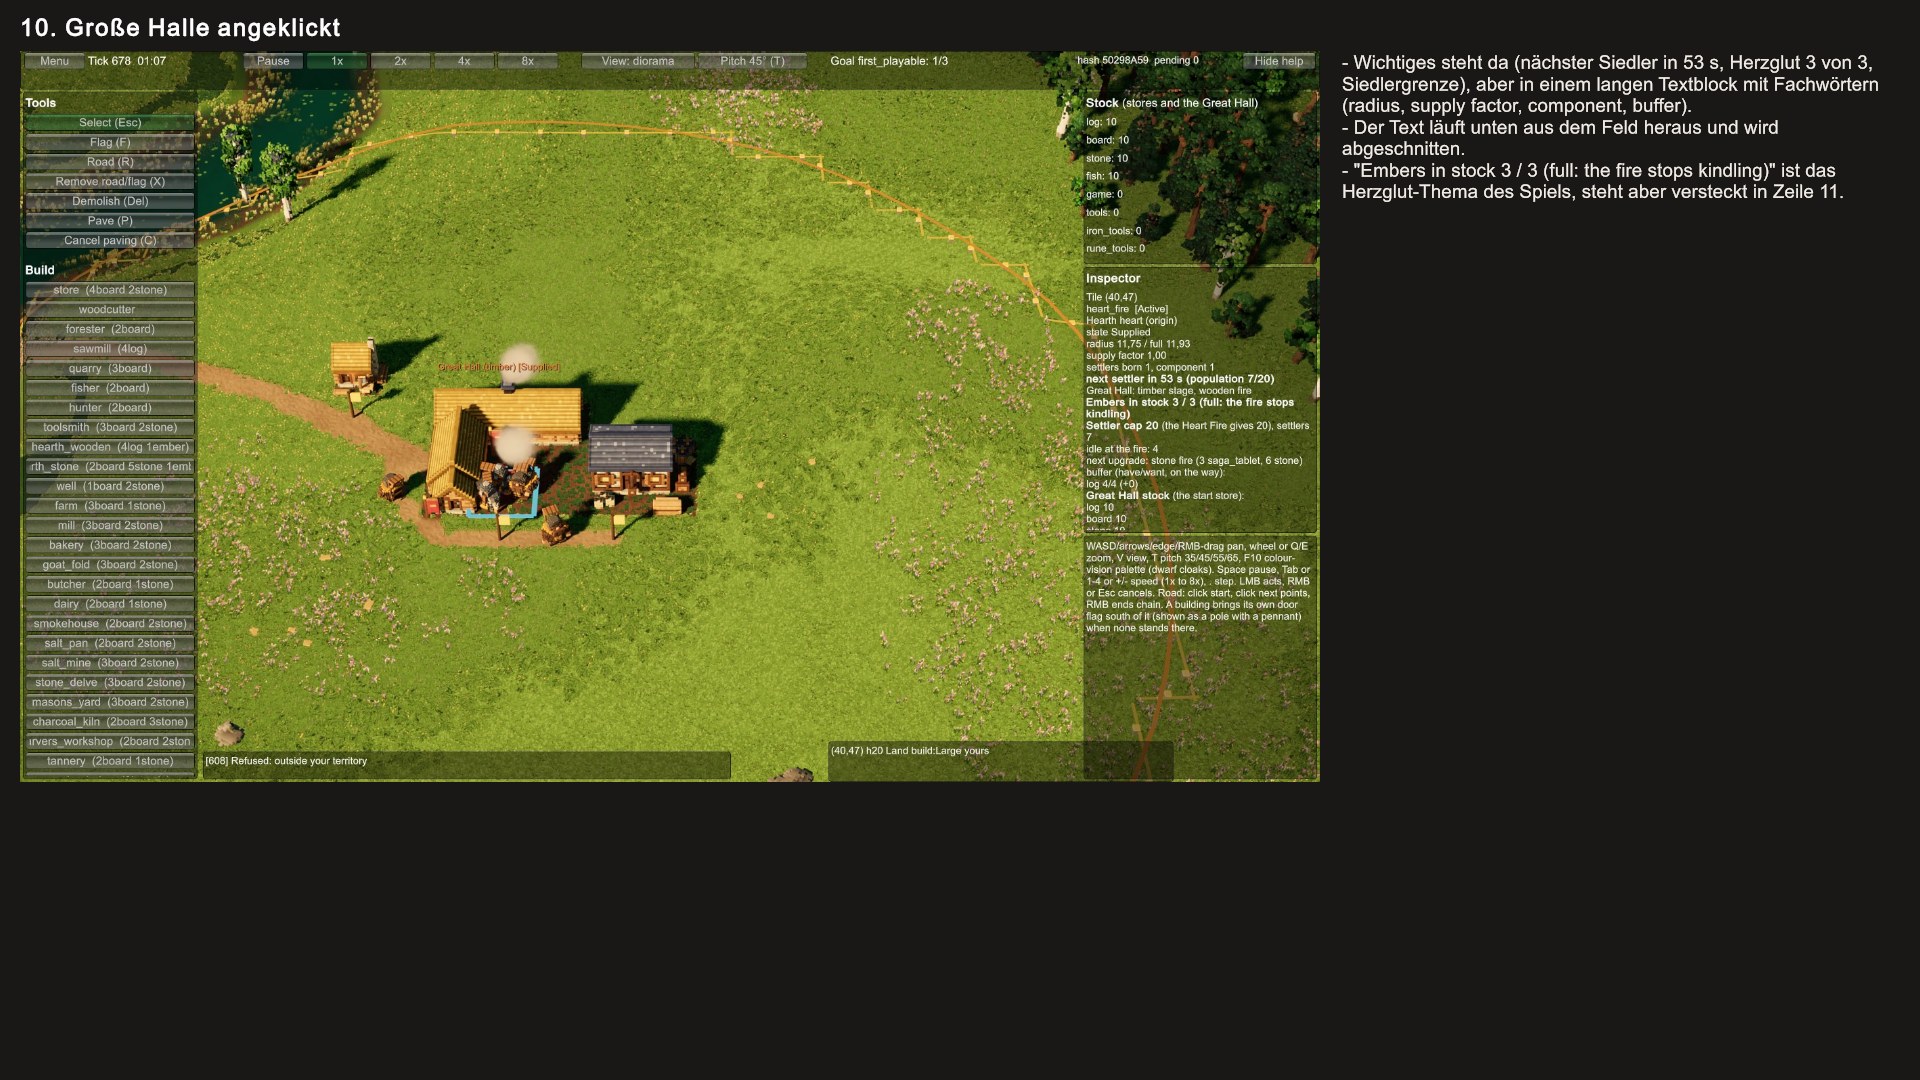 10. Große Halle angeklickt
Menu Tick 678 01:07 Pause 1x 2x 4x 8x View: diorama Pitch 45° (T) Goal first_playable: 1/3 hash 50298A59 pending 0 Hide help
Tools
Select (Esc)
Flag (F)
Road (R)
Remove road/flag (X)
Demolish (Del)
Pave (P)
Cancel paving (C)
Build
store (4board 2stone)
woodcutter
forester (2board)
sawmill (4log)
quarry (3board)
fisher (2board)
hunter (2board)
toolsmith (3board 2stone)
hearth_wooden (4log 1ember)
rth_stone (2board 5stone 1eml
well (1board 2stone)
farm (3board 1stone)
mill (3board 2stone)
bakery (3board 2stone)
goat_fold (3board 2stone)
butcher (2board 1stone)
dairy (2board 1stone)
smokehouse (2board 2stone)
salt_pan (2board 2stone)
salt_mine (3board 2stone)
stone_delve (3board 2stone)
masons_yard (3board 2stone)
charcoal_kiln (2board 3stone)
irvers_workshop (2board 2ston
tannery (2board 1stone)
Great Hall (timber) [Supplied]
[608] Refused: outside your territory
(40,47) h20 Land build:Large yours
Stock (stores and the Great Hall)
log: 10
board: 10
stone: 10
fish: 10
game: 0
tools: 0
iron_tools: 0
rune_tools: 0
Inspector
Tile (40,47)
heart_fire [Active]
Hearth heart (origin)
state Supplied
radius 11,75 / full 11,93
supply factor 1,00
settlers born 1, component 1
next settler in 53 s (population 7/20)
Great Hall: timber stage, wooden fire
Embers in stock 3 / 3 (full: the fire stops
kindling)
Settler cap 20 (the Heart Fire gives 20), settlers
7
idle at the fire: 4
next upgrade: stone fire (3 saga_tablet, 6 stone)
buffer (have/want, on the way):
log 4/4 (+0)
Great Hall stock (the start store):
log 10
board 10
WASD/arrows/edge/RMB-drag pan, wheel or Q/E
zoom, V view, T pitch 35/45/55/65, F10 colour-
vision palette (dwarf cloaks). Space pause, Tab or
1-4 or +/- speed (1x to 8x), . step. LMB acts, RMB
or Esc cancels. Road: click start, click next points,
RMB ends chain. A building brings its own door
flag south of it (shown as a pole with a pennant)
when none stands there.
- Wichtiges steht da (nächster Siedler in 53 s, Herzglut 3 von 3,
Siedlergrenze), aber in einem langen Textblock mit Fachwörtern
(radius, supply factor, component, buffer).
- Der Text läuft unten aus dem Feld heraus und wird
abgeschnitten.
- "Embers in stock 3 / 3 (full: the fire stops kindling)" ist das
Herzglut-Thema des Spiels, steht aber versteckt in Zeile 11.